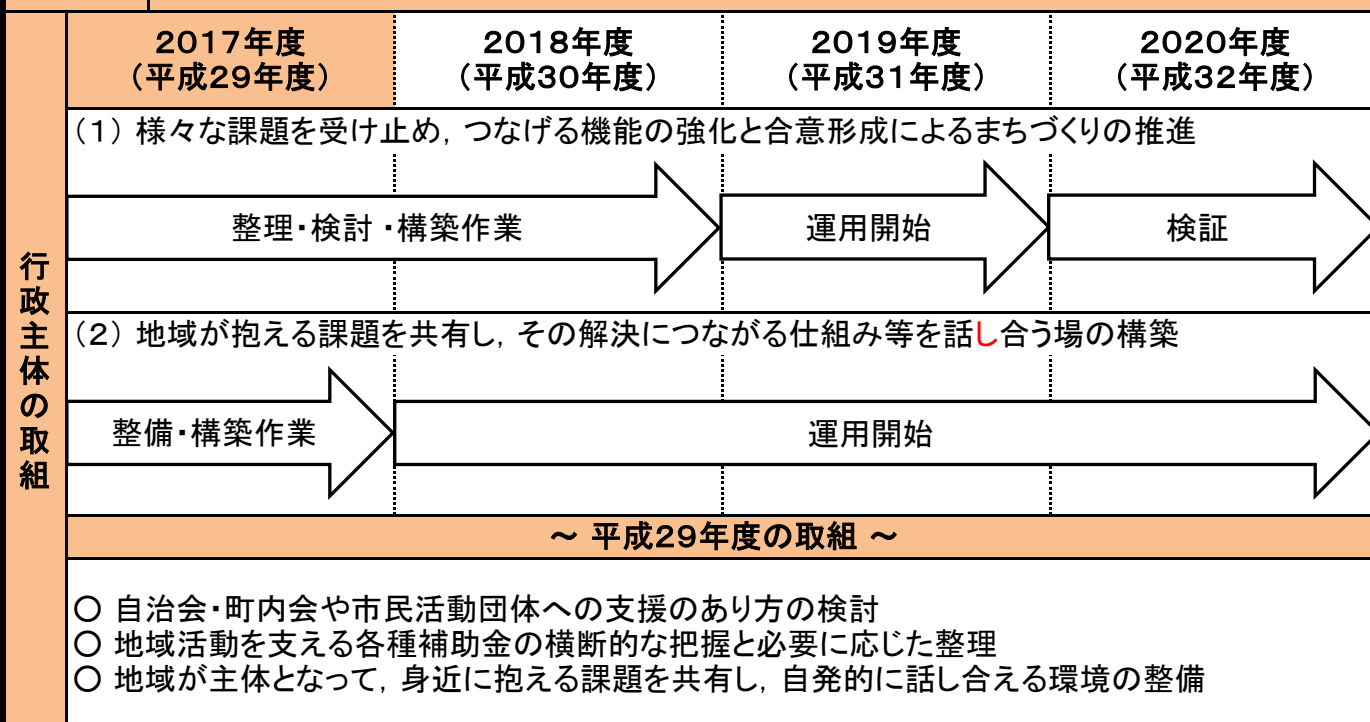 2017年度
(平成29年度)
2018年度
(平成30年度)
2019年度
(平成31年度)
2020年度
(平成32年度)
行政主体の取組
(1) 様々な課題を受け止め, つなげる機能の強化と合意形成によるまちづくりの推進
整理・検討・構築作業
運用開始
検証
(2) 地域が抱える課題を共有し, その解決につながる仕組み等を話し合う場の構築
整備・構築作業
運用開始
~ 平成29年度の取組 ~
○ 自治会・町内会や市民活動団体への支援のあり方の検討
○ 地域活動を支える各種補助金の横断的な把握と必要に応じた整理
○ 地域が主体となって, 身近に抱える課題を共有し, 自発的に話し合える環境の整備